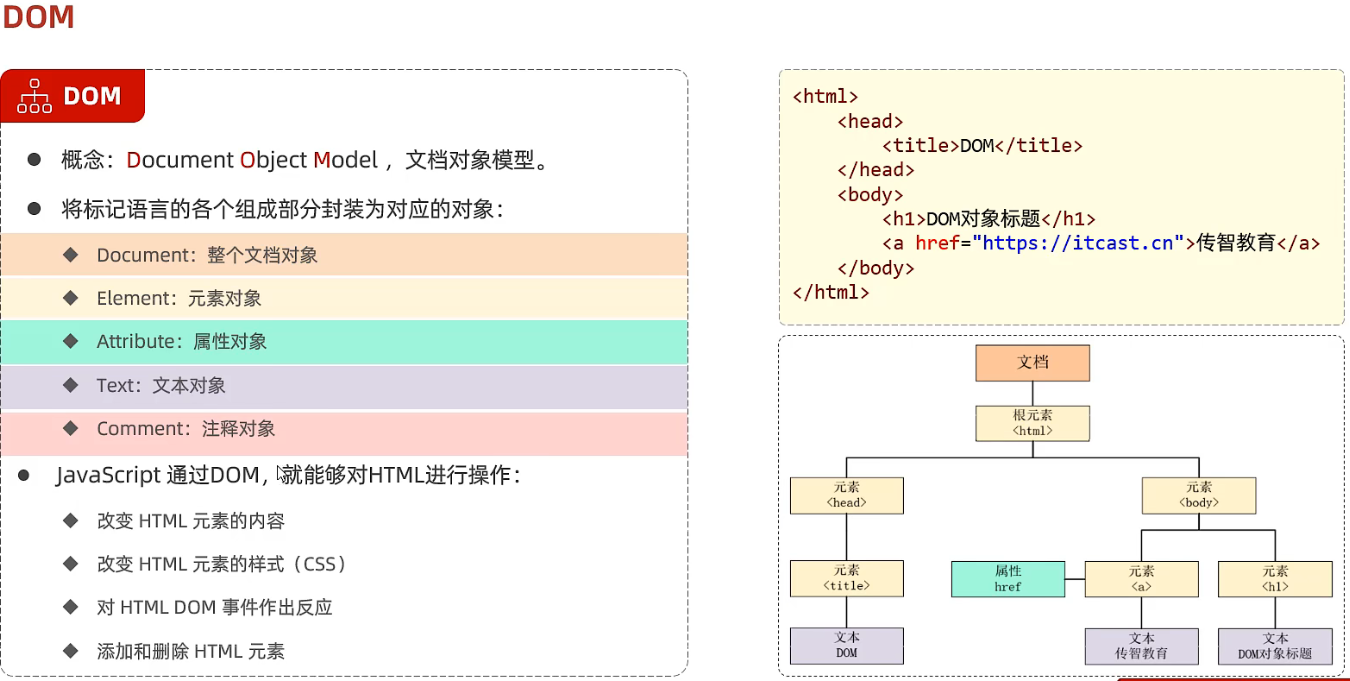 DOM
DOM
概念：Document Object Model ，文档对象模型。
将标记语言的各个组成部分封装为对应的对象：
Document：整个文档对象
Element：元素对象
Attribute：属性对象
Text：文本对象
Comment：注释对象
JavaScript 通过DOM，就能够对HTML进行操作：
改变 HTML 元素的内容
改变 HTML 元素的样式（CSS）
对 HTML DOM 事件作出反应
添加和删除 HTML 元素
<html>
<head>
<title>DOM</title>
</head>
<body>
<h1>DOM对象标题</h1>
<a href="https://itcast.cn">传智教育</a>
</body>
</html>
文档
根元素
<html>
元素
<head>
元素
<body>
元素
<title>
属性
href
元素
<a>
元素
<h1>
文本
DOM
文本
传智教育
文本
DOM对象标题